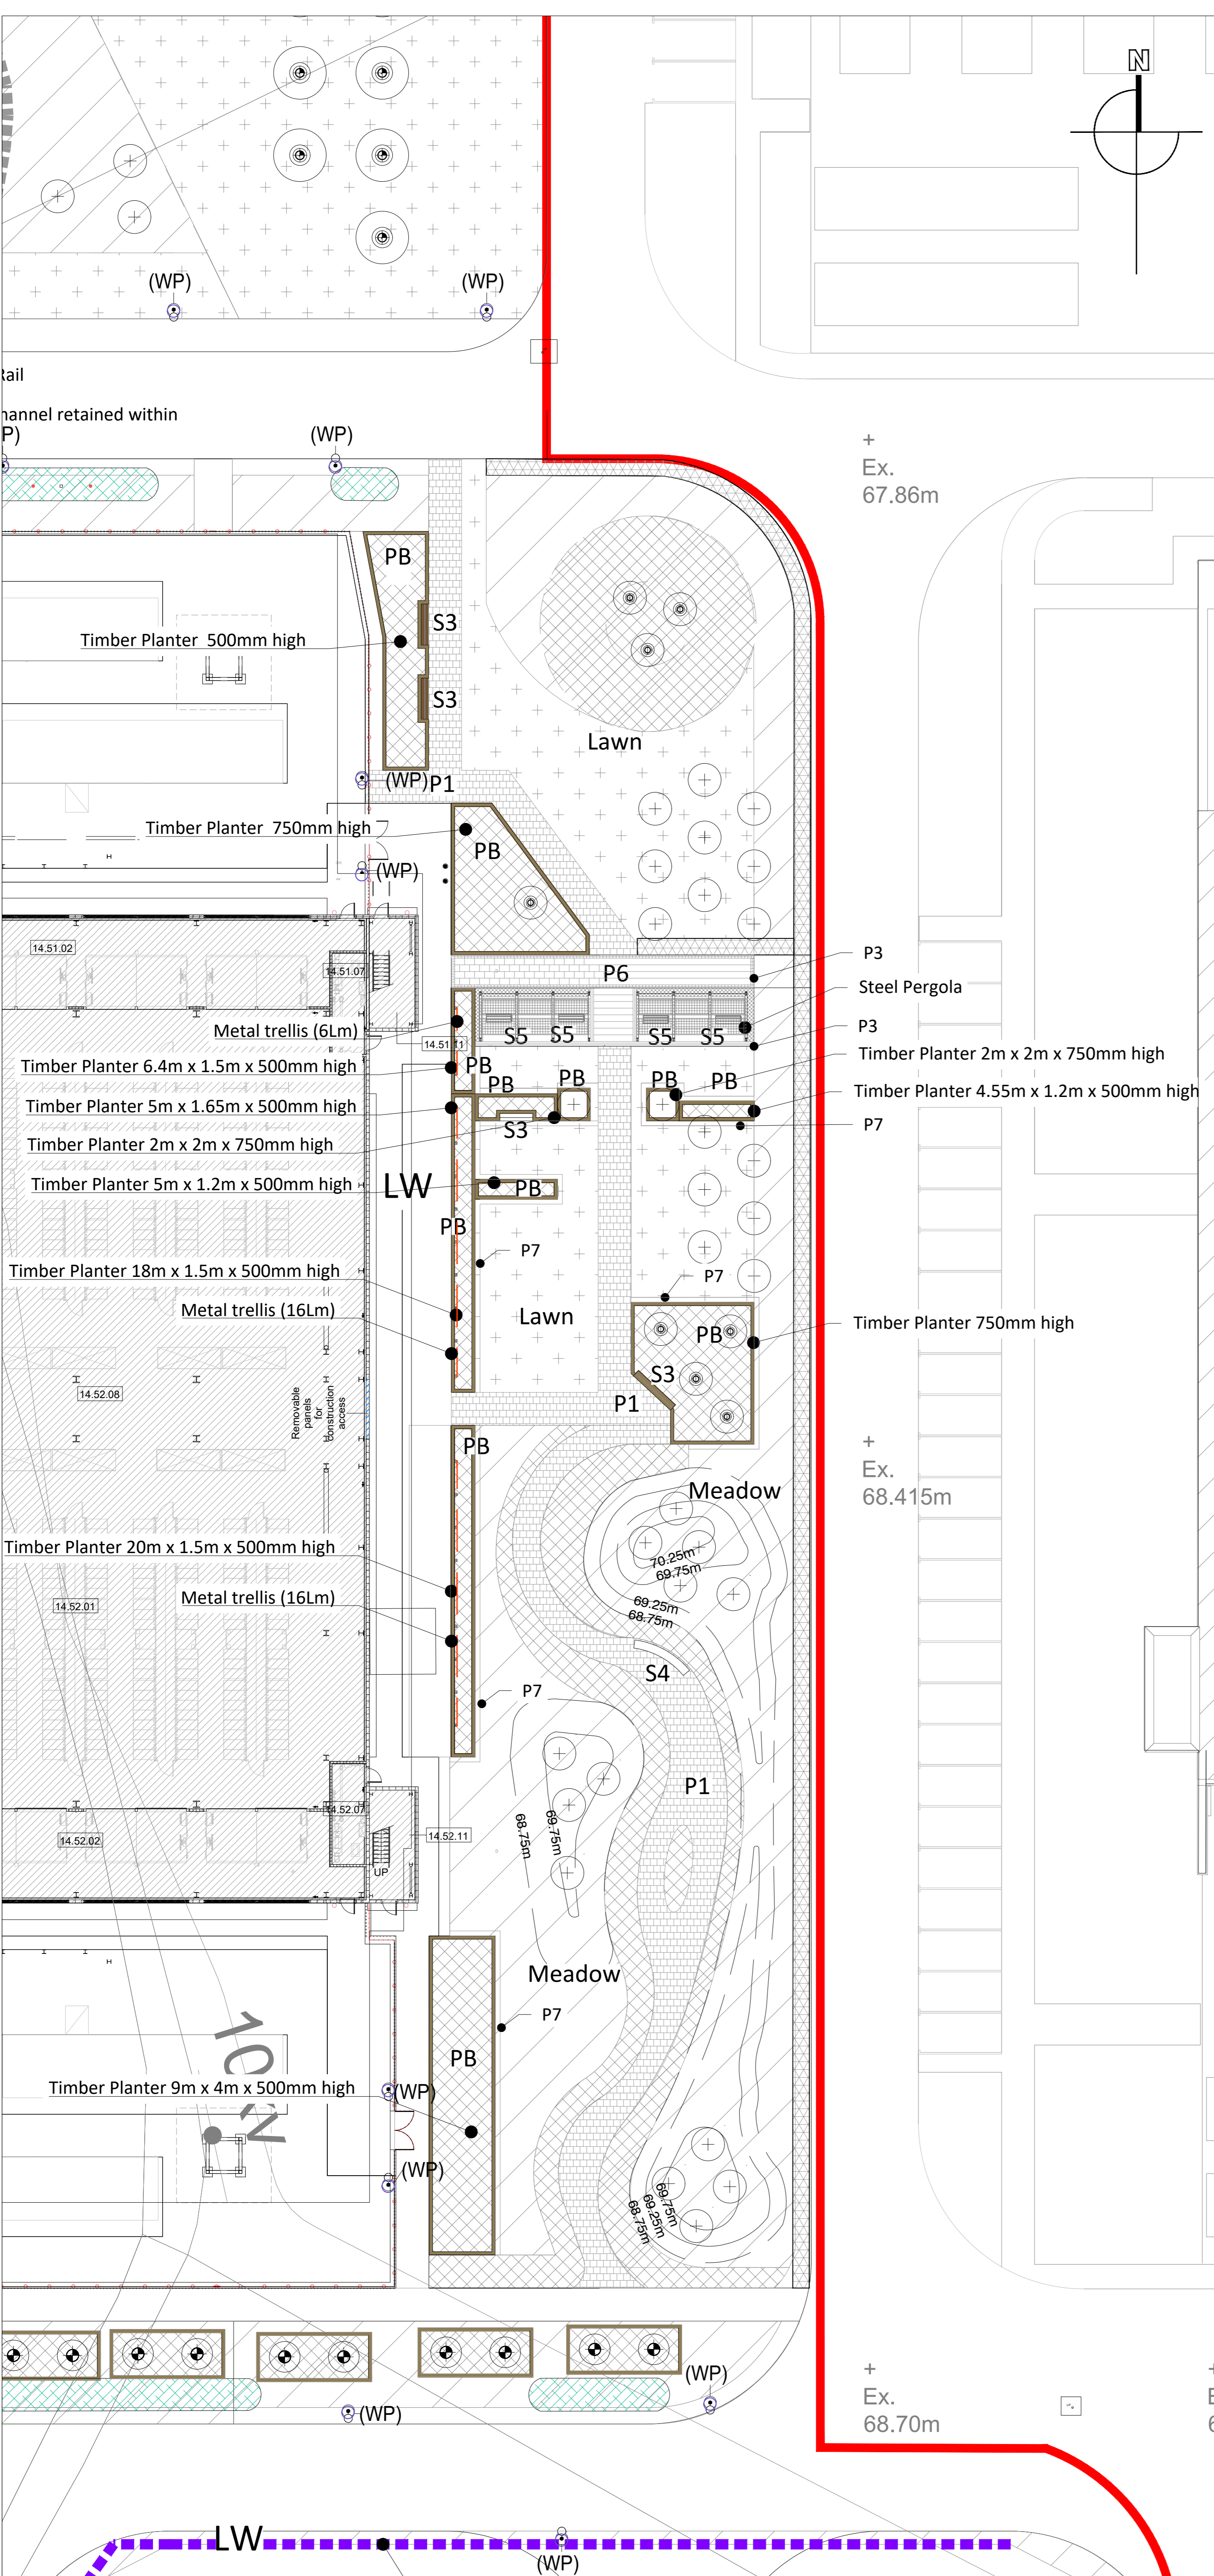 N
(WP)
(WP)
Rail
hannel retained within
P)
(WP)
+
Ex.
67.86m
PB
S3
Timber Planter 500mm high
S3
Lawn
(WP)
P1
Timber Planter 750mm high
PB
(WP)
14.51.02
14.51.07
P3
P6
Steel Pergola
Metal trellis (6Lm)
S5
S5
S5
S5
P3
14.51.11
Timber Planter 6.4m x 1.5m x 500mm high
PB
PB
PB
PB
PB
Timber Planter 2m x 2m x 750mm high
Timber Planter 4.55m x 1.2m x 500mm high
Timber Planter 5m x 1.65m x 500mm high
S3
P7
Timber Planter 2m x 2m x 750mm high
Timber Planter 5m x 1.2m x 500mm high
LW
PB
PB
P7
Timber Planter 18m x 1.5m x 500mm high
P7
Metal trellis (16Lm)
Lawn
PB
Timber Planter 750mm high
S3
14.52.08
Removable
panels
for
construction
access
P1
PB
+
Ex.
68.415m
Meadow
70.25m
69.75m
Timber Planter 20m x 1.5m x 500mm high
Metal trellis (16Lm)
14.52.01
69.25m
68.75m
S4
P7
P1
68.75m
69.75m
14.52.07
14.52.02
14.52.11
UP
Meadow
P7
10kV
PB
Timber Planter 9m x 4m x 500mm high
(WP)
(WP)
69.75m
69.25m
68.75m
(WP)
(WP)
+
Ex.
68.70m
LW
(WP)